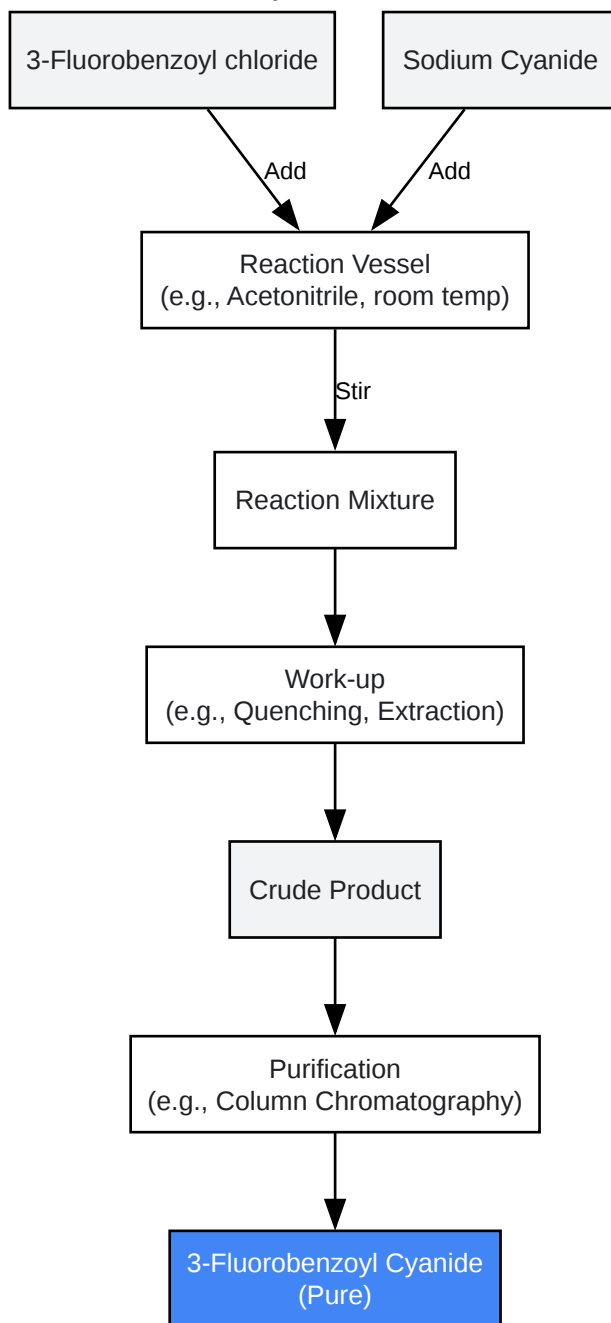 3-Fluorobenzoyl chloride
Sodium Cyanide
Add
Add
Reaction Vessel
(e.g., Acetonitrile, room temp)
Stir
Reaction Mixture
Work-up
(e.g., Quenching, Extraction)
Crude Product
Purification
(e.g., Column Chromatography)
3-Fluorobenzoyl Cyanide
(Pure)